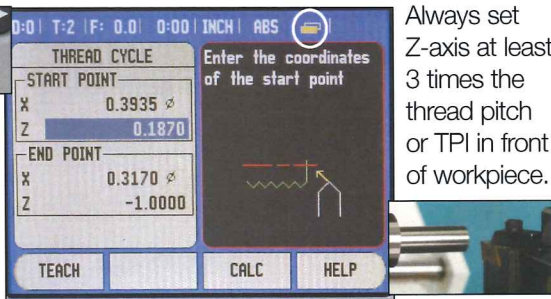 D:0 T:2 F: 0.0 0:00 INCH ABS
THREAD CYCLE
START POINT
X 0.3935 ⌀
Z 0.1870
END POINT
X 0.3170 ⌀
Z -1.0000
Enter the coordinates
of the start point
TEACH CALC HELP
Always set
Z-axis at least
3 times the
thread pitch
or TPI in front
of workpiece.